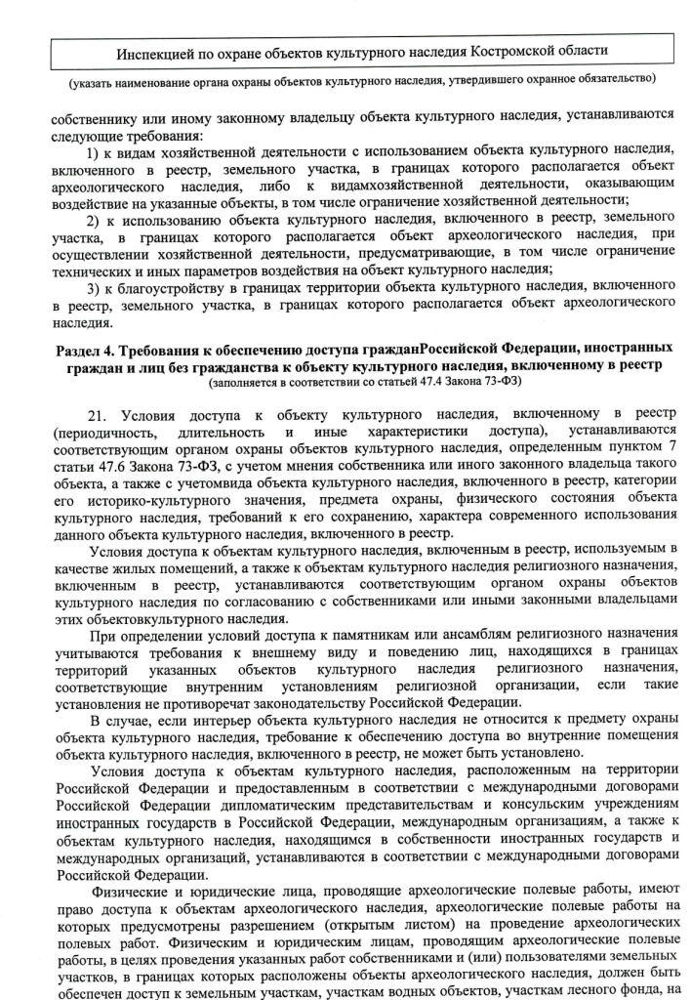 Инспекцией по охране объектов культурного наследия Костромской области
(указать наименование органа охраны объектов культурного наследия, утвердившего охранное обязательство)
собственнику или иному законному владельцу объекта культурного наследия, устанавливаются
следующие требования:
1) к видам хозяйственной деятельности с использованием объекта культурного наследия,
включенного в реестр, земельного участка, в границах которого располагается объект
археологического наследия, либо к видамхозяйственной деятельности, оказывающим
воздействие на указанные объекты, в том числе ограничение хозяйственной деятельности;
2) к использованию объекта культурного наследия, включенного в реестр, земельного
участка, в границах которого располагается объект археологического наследия, при
осуществлении хозяйственной деятельности, предусматривающие, в том числе ограничение
технических и иных параметров воздействия на объект культурного наследия;
3) к благоустройству в границах территории объекта культурного наследия, включенного
в реестр, земельного участка, в границах которого располагается объект археологического
наследия.
Раздел 4. Требования к обеспечению доступа гражданРоссийской Федерации, иностранных
граждан и лиц без гражданства к объекту культурного наследия, включенному в реестр
(заполняется в соответствии со статьей 47.4 Закона 73-ФЗ)
21. Условия доступа к объекту культурного наследия, включенному в реестр
(периодичность, длительность и иные характеристики доступа), устанавливаются
соответствующим органом охраны объектов культурного наследия, определенным пунктом 7
статьи 47.6 Закона 73-ФЗ, с учетом мнения собственника или иного законного владельца такого
объекта, а также с учетомвида объекта культурного наследия, включенного в реестр, категории
его историко-культурного значения, предмета охраны, физического состояния объекта
культурного наследия, требований к его сохранению, характера современного использования
данного объекта культурного наследия, включенного в реестр.
Условия доступа к объектам культурного наследия, включенным в реестр, используемым в
качестве жилых помещений, а также к объектам культурного наследия религиозного назначения,
включенным в реестр, устанавливаются соответствующим органом охраны объектов
культурного наследия по согласованию с собственниками или иными законными владельцами
этих объектовкультурного наследия.
При определении условий доступа к памятникам или ансамблям религиозного назначения
учитываются требования к внешнему виду и поведению лиц, находящихся в границах
территорий указанных объектов культурного наследия религиозного назначения,
соответствующие внутренним установлениям религиозной организации, если такие
установления не противоречат законодательству Российской Федерации.
В случае, если интерьер объекта культурного наследия не относится к предмету охраны
объекта культурного наследия, требование к обеспечению доступа во внутренние помещения
объекта культурного наследия, включенного в реестр, не может быть установлено.
Условия доступа к объектам культурного наследия, расположенным на территории
Российской Федерации и предоставленным в соответствии с международными договорами
Российской Федерации дипломатическим представительствам и консульским учреждениям
иностранных государств в Российской Федерации, международным организациям, а также к
объектам культурного наследия, находящимся в собственности иностранных государств и
международных организаций, устанавливаются в соответствии с международными договорами
Российской Федерации.
Физические и юридические лица, проводящие археологические полевые работы, имеют
право доступа к объектам археологического наследия, археологические полевые работы на
которых предусмотрены разрешением (открытым листом) на проведение археологических
полевых работ. Физическим и юридическим лицам, проводящим археологические полевые
работы, в целях проведения указанных работ собственниками и (или) пользователями земельных
участков, в границах которых расположены объекты археологического наследия, должен быть
обеспечен доступ к земельным участкам, участкам водных объектов, участкам лесного фонда, на